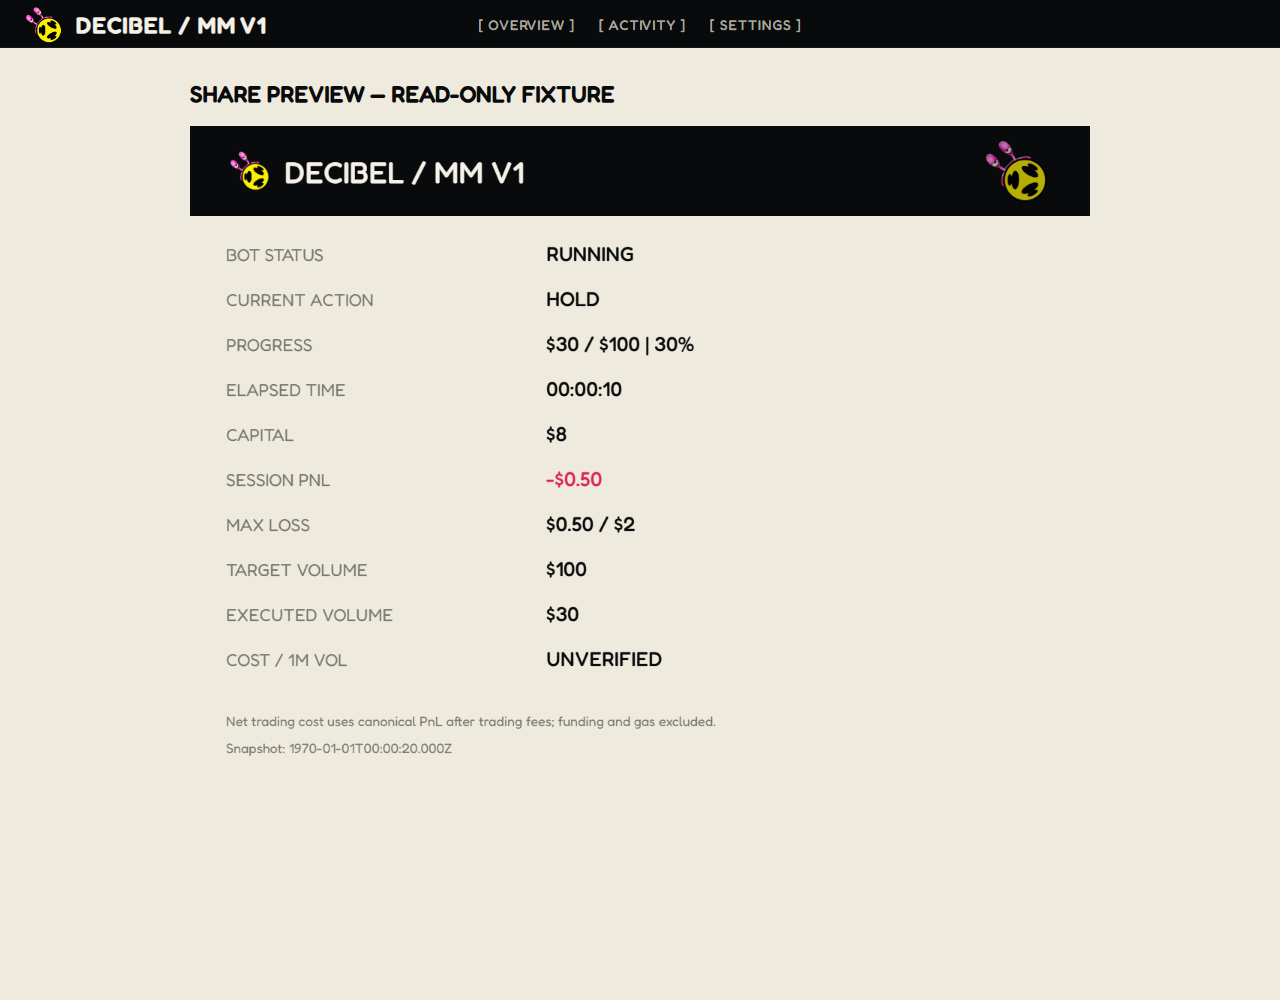 DECIBEL / MM V1
[ OVERVIEW ] [ ACTIVITY ] [ SETTINGS ]
SHARE PREVIEW — READ-ONLY FIXTURE
DECIBEL / MM V1
BOT STATUS RUNNING
CURRENT ACTION HOLD
PROGRESS $30 / $100 | 30%
ELAPSED TIME 00:00:10
CAPITAL $8
SESSION PNL -$0.50
MAX LOSS $0.50 / $2
TARGET VOLUME $100
EXECUTED VOLUME $30
COST / 1M VOL UNVERIFIED
Net trading cost uses canonical PnL after trading fees; funding and gas excluded.
Snapshot: 1970-01-01T00:00:20.000Z